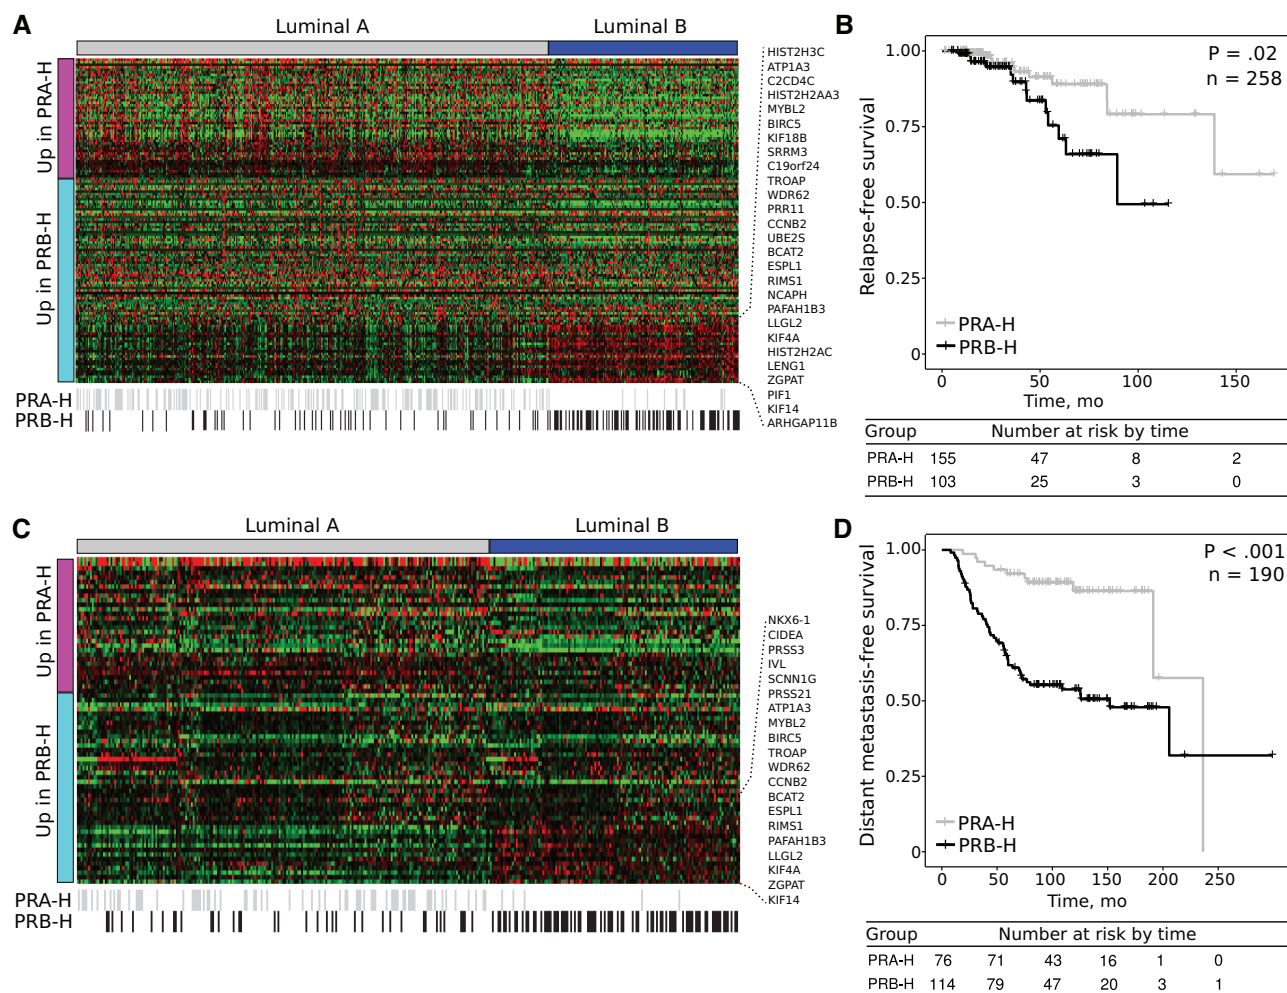 A
Luminal A
Luminal B
Up in PRA-H
Up in PRB-H
PRA-H
PRB-H
HIST2H3C
ATP1A3
C2CD4C
HIST2H2AA3
MYBL2
BIRC5
KIF18B
SRRM3
C19orf24
TROAP
WDR62
PRR11
CCNB2
UBE2S
BCAT2
ESPL1
RIMS1
NCAPH
PAFAH1B3
LLGL2
KIF4A
HIST2H2AC
LENG1
ZGPAT
PIF1
KIF14
ARHGAP11B
B
P = .02
n = 258
Relapse-free survival
1.00
0.75
0.50
0.25
0
PRA-H
PRB-H
0 50 100 150
Time, mo
Group Number at risk by time
PRA-H 155 47 8 2
PRB-H 103 25 3 0
C
Luminal A
Luminal B
Up in PRA-H
Up in PRB-H
PRA-H
PRB-H
NKX6-1
CIDEA
PRSS3
IVL
SCNN1G
PRSS21
ATP1A3
MYBL2
BIRC5
TROAP
WDR62
CCNB2
BCAT2
ESPL1
RIMS1
PAFAH1B3
LLGL2
KIF4A
ZGPAT
KIF14
D
P < .001
n = 190
Distant metastasis-free survival
1.00
0.75
0.50
0.25
0
PRA-H
PRB-H
0 50 100 150 200 250
Time, mo
Group Number at risk by time
PRA-H 76 71 43 16 1 0
PRB-H 114 79 47 20 3 1